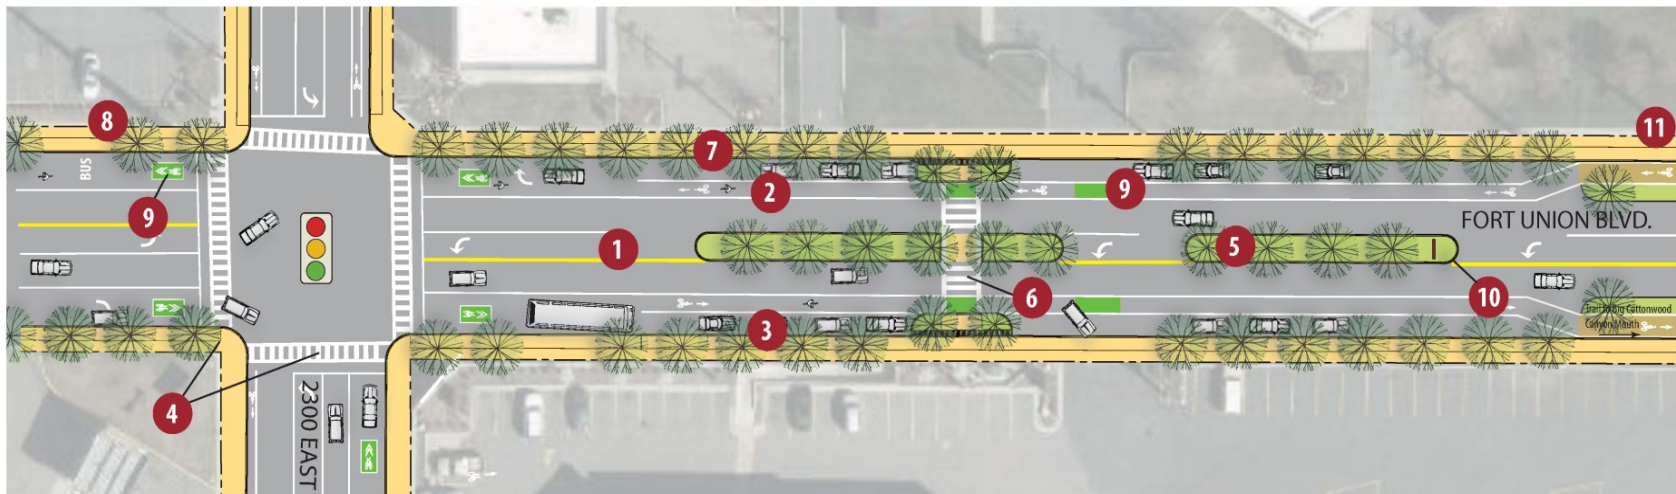 8
BUS
9
4
1
7
2
3
6
9
5
10
11
FORT UNION BLVD.
2300 EAST
Trail to Big Cottonwood
Canyon Mouth